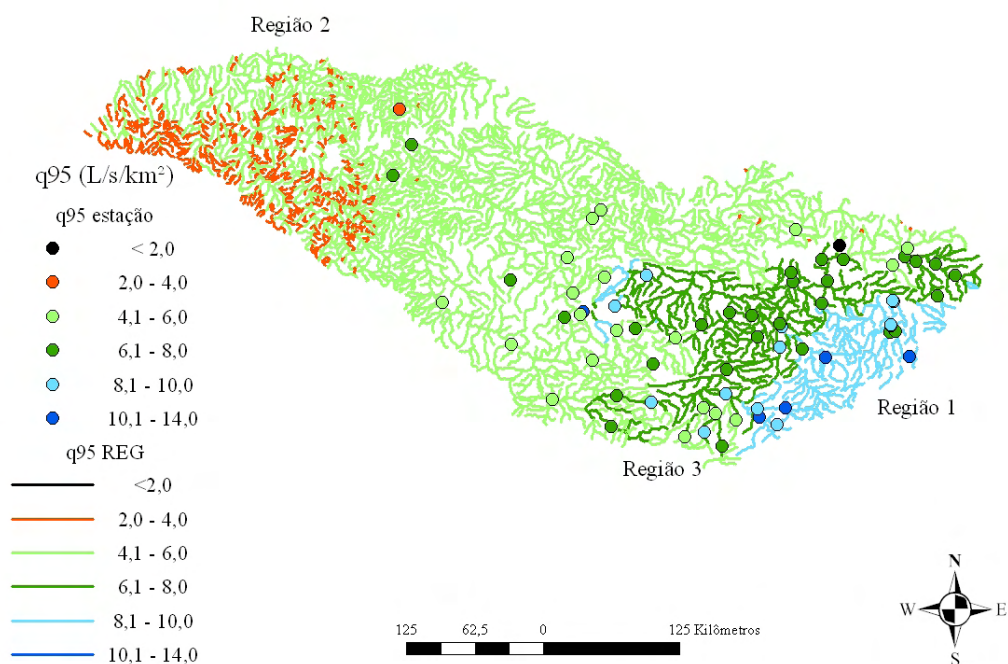 Região 2
q95 (L/s/km²)
q95 estação
< 2,0
2,0 - 4,0
4,1 - 6,0
6,1 - 8,0
8,1 - 10,0
10,1 - 14,0
q95 REG
<2,0
2,0 - 4,0
4,1 - 6,0
6,1 - 8,0
8,1 - 10,0
10,1 - 14,0
Região 1
Região 3
125 62,5 0 125 Kilômetros
N
W E
S